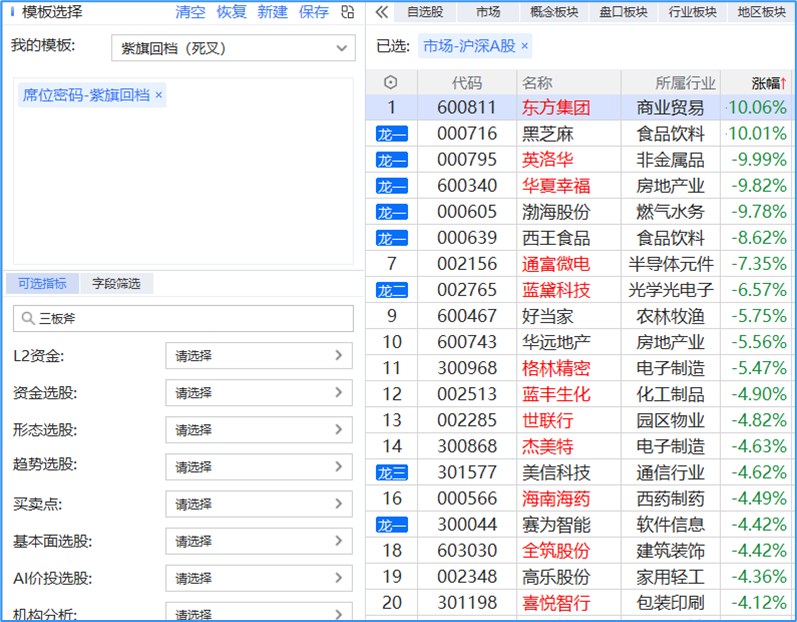 模板选择 清空 恢复 新建 保存
我的模板: 紫旗回档（死叉）
席位密码-紫旗回档 ×
可选指标 字段筛选
三板斧
L2资金: 请选择
资金选股: 请选择
形态选股: 请选择
趋势选股: 请选择
买卖点: 请选择
基本面选股: 请选择
AI价投选股: 请选择
机构分析: 请选择
自选股 市场 概念板块 盘口板块 行业板块 地区板块
已选: 市场-沪深A股 ×
代码 名称 所属行业 涨幅↑
1 600811 东方集团 商业贸易 -10.06%
龙一 000716 黑芝麻 食品饮料 -10.01%
龙一 000795 英洛华 非金属品 -9.99%
龙一 600340 华夏幸福 房地产业 -9.82%
龙一 000605 渤海股份 燃气水务 -9.78%
龙一 000639 西王食品 食品饮料 -8.62%
7 002156 通富微电 半导体元件 -7.35%
龙二 002765 蓝黛科技 光学光电子 -6.57%
9 600467 好当家 农林牧渔 -5.75%
10 600743 华远地产 房地产业 -5.56%
11 300968 格林精密 电子制造 -5.47%
12 002513 蓝丰生化 化工制品 -4.90%
13 002285 世联行 园区物业 -4.82%
14 300868 杰美特 电子制造 -4.63%
龙三 301577 美信科技 通信行业 -4.62%
16 000566 海南海药 西药制药 -4.49%
龙一 300044 赛为智能 软件信息 -4.42%
18 603030 全筑股份 建筑装饰 -4.42%
19 002348 高乐股份 家用轻工 -4.36%
20 301198 喜悦智行 包装印刷 -4.12%